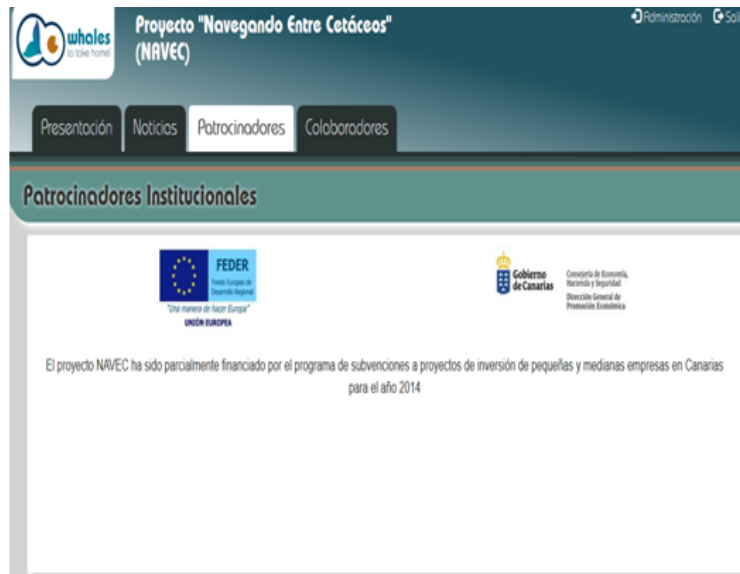 whales
to take home!
Proyecto "Navegando Entre Cetáceos"
(NAVEC)
Administración
Presentación
Noticias
Patrocinadores
Colaboradores
Patrocinadores Institucionales
FEDER
Fondo Europeo de
Desarrollo Regional
"Una manera de hacer Europa"
UNIÓN EUROPEA
Gobierno
de Canarias
Consejería de Economía,
Hacienda y Seguridad
Dirección General de
Promoción Económica
El proyecto NAVEC ha sido parcialmente financiado por el programa de subvenciones a proyectos de inversión de pequeñas y medianas empresas en Canarias
para el año 2014